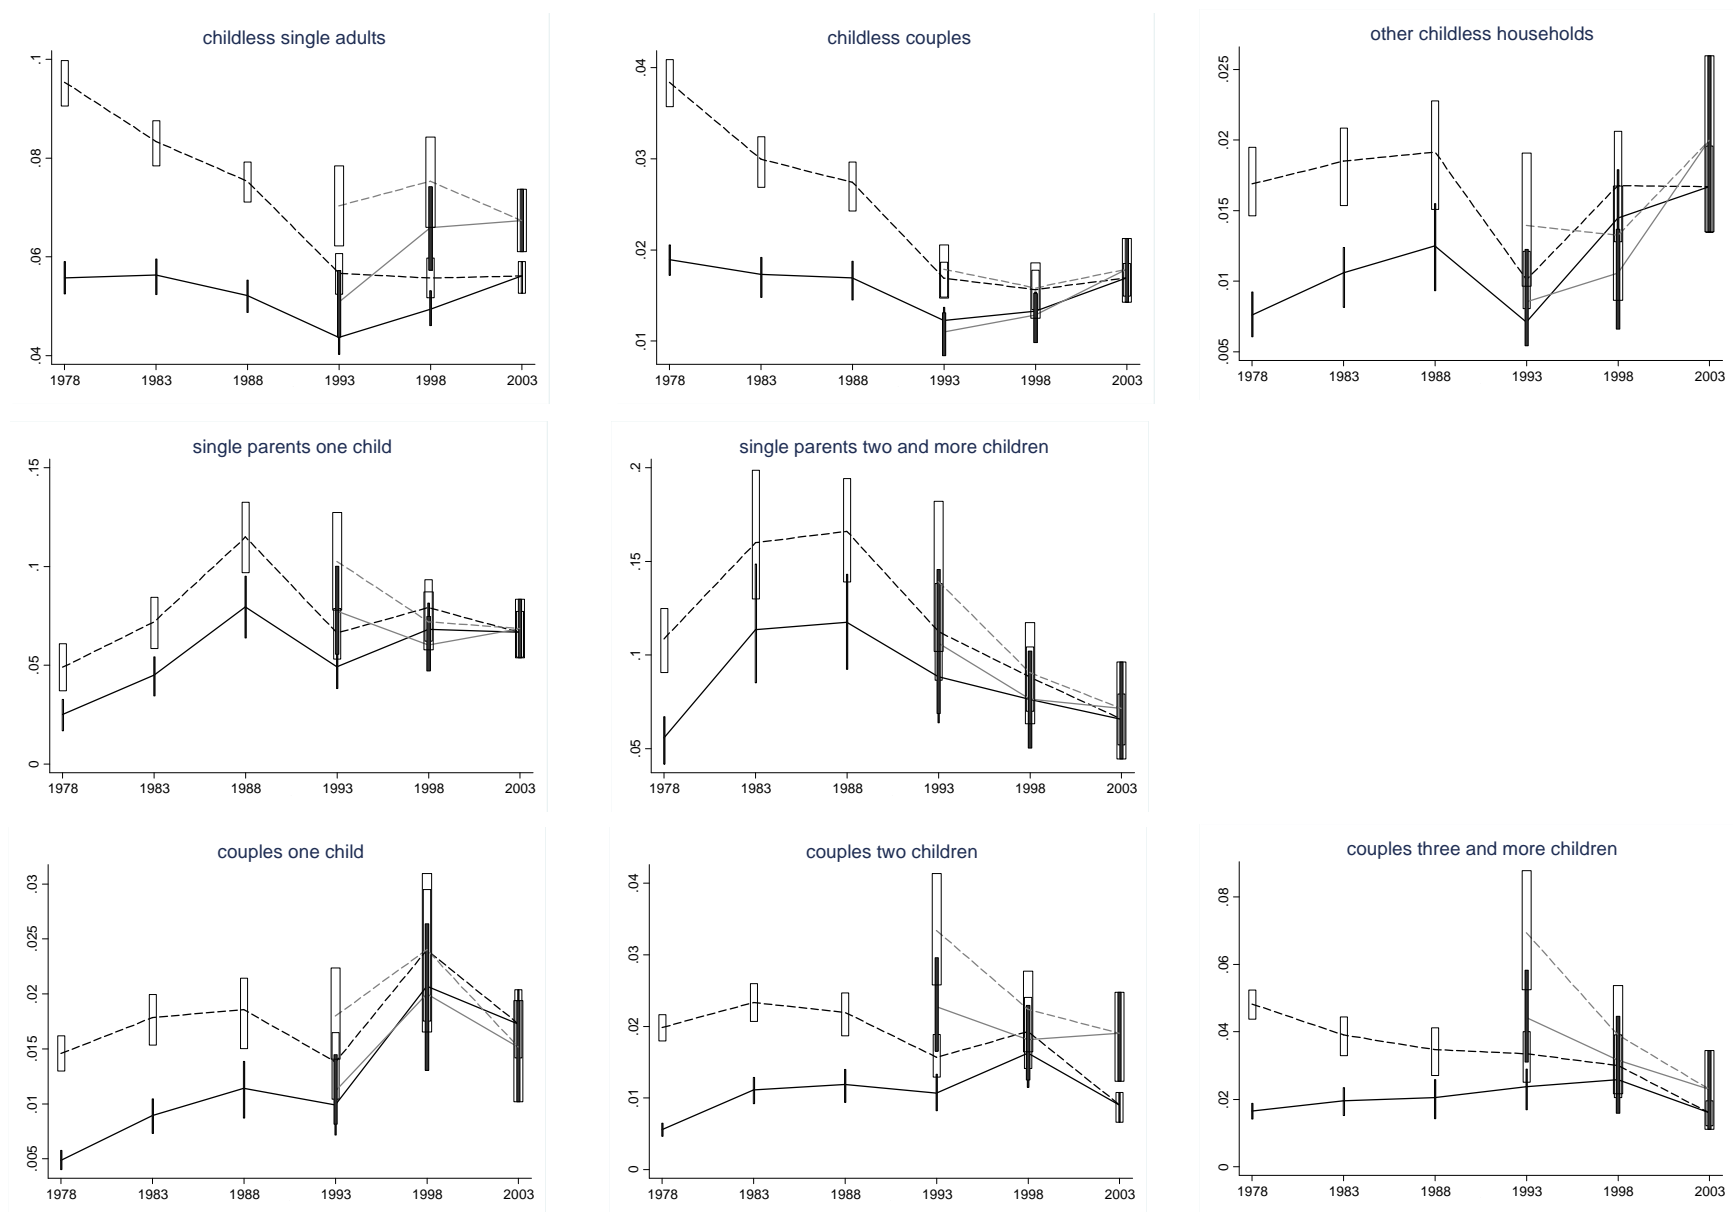 childless single adults
.1
.08
.06
.04
1978 1983 1988 1993 1998 2003
childless couples
.04
.03
.02
.01
1978 1983 1988 1993 1998 2003
other childless households
.025
.02
.015
.01
.005
1978 1983 1988 1993 1998 2003
single parents one child
.15
.1
.05
0
1978 1983 1988 1993 1998 2003
single parents two and more children
.2
.15
.1
.05
1978 1983 1988 1993 1998 2003
couples one child
.03
.025
.02
.015
.01
.005
1978 1983 1988 1993 1998 2003
couples two children
.04
.03
.02
.01
0
1978 1983 1988 1993 1998 2003
couples three and more children
.08
.06
.04
.02
0
1978 1983 1988 1993 1998 2003